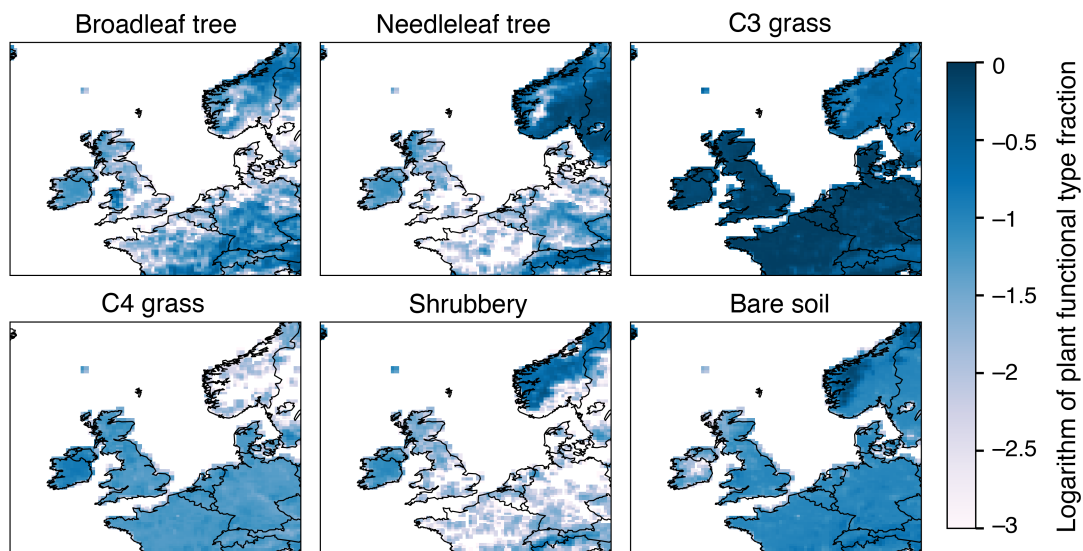 Broadleaf tree
Needleleaf tree
C3 grass
C4 grass
Shrubbery
Bare soil
0
−0.5
−1
−1.5
−2
−2.5
−3
Logarithm of plant functional type fraction